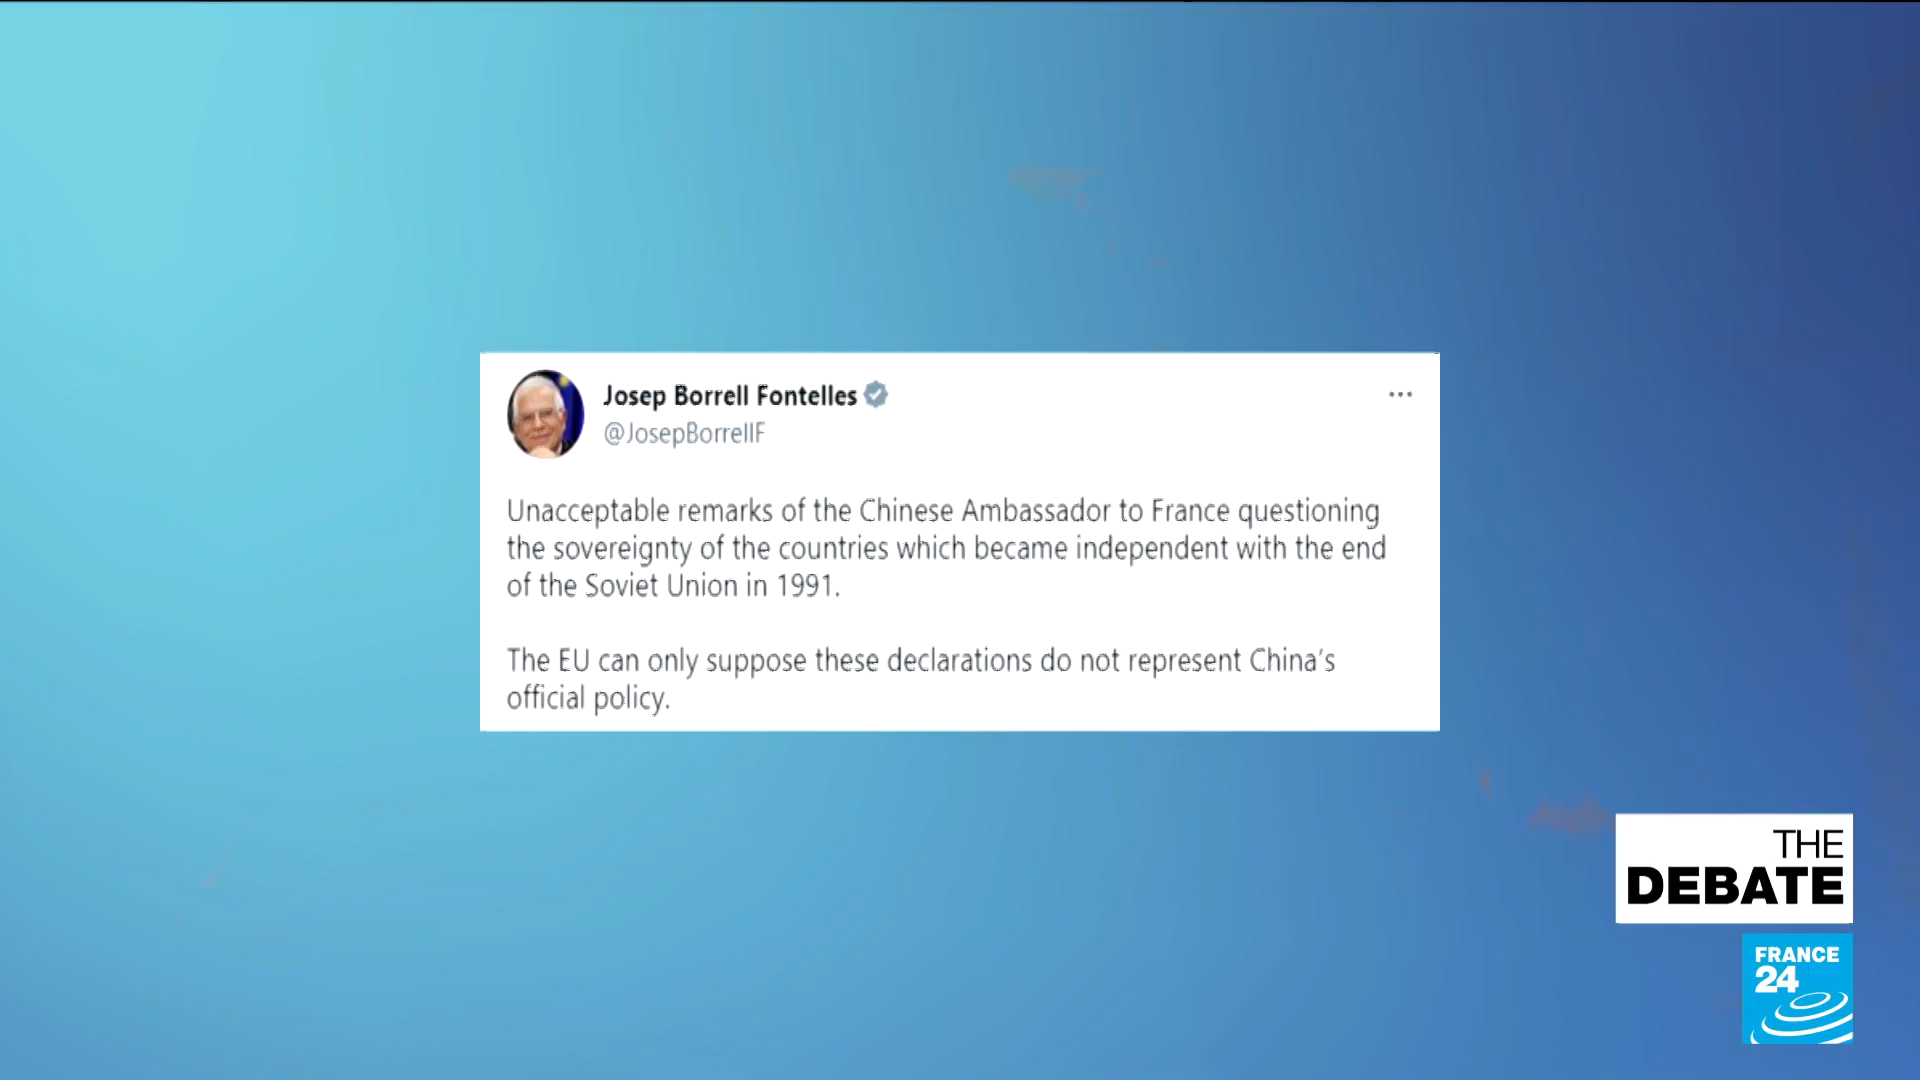 Josep Borrell Fontelles
@JosepBorrellF
Unacceptable remarks of the Chinese Ambassador to France questioning
the sovereignty of the countries which became independent with the end
of the Soviet Union in 1991.
The EU can only suppose these declarations do not represent China's
official policy.
THE
DEBATE
FRANCE
24